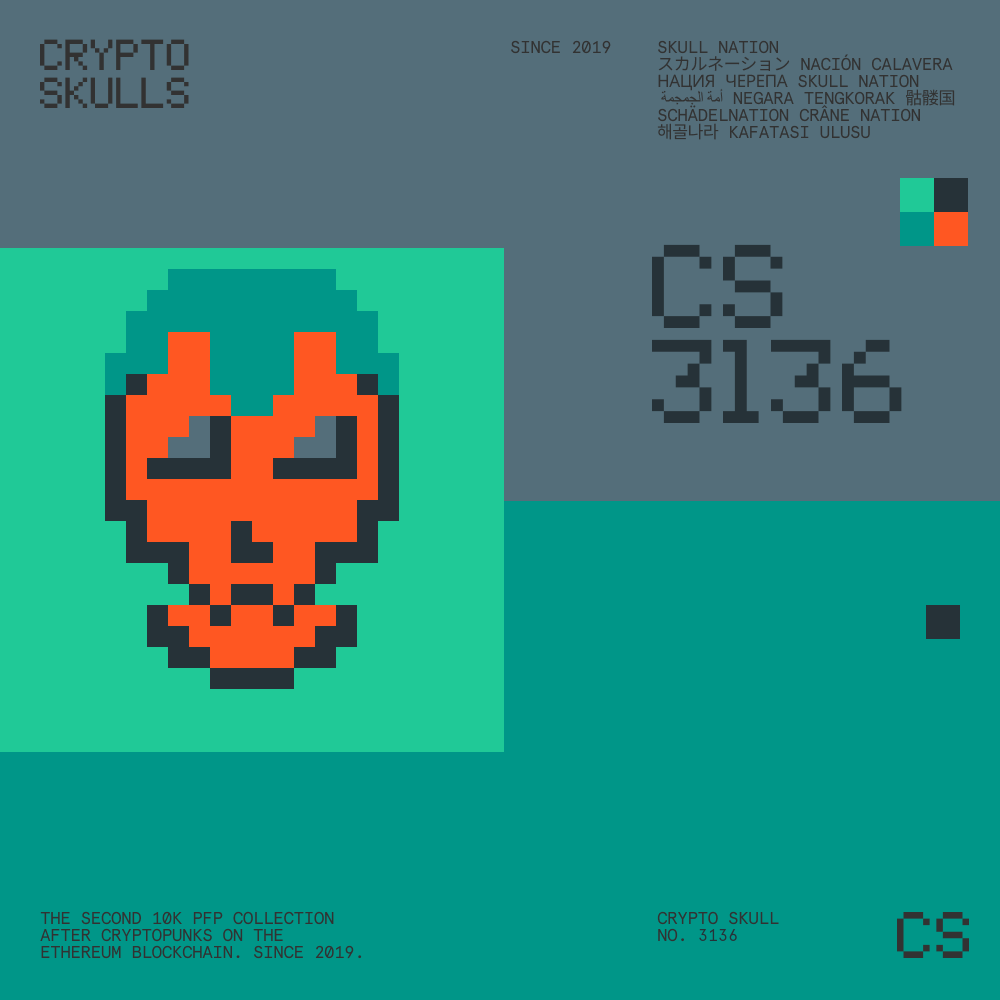 CRYPTO
SKULLS
SINCE 2019
SKULL NATION
スカルネーション NACIÓN CALAVERA
НАЦИЯ ЧЕРЕПА SKULL NATION
أمة الجمجمة NEGARA TENGKORAK 骷髅国
SCHÄDELNATION CRÂNE NATION
해골나라 KAFATASI ULUSU
CS
3136
THE SECOND 10K PFP COLLECTION
AFTER CRYPTOPUNKS ON THE
ETHEREUM BLOCKCHAIN. SINCE 2019.
CRYPTO SKULL
NO. 3136
CS